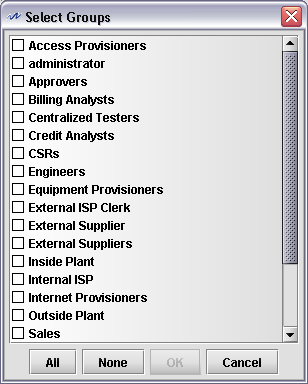 Select Groups
Access Provisioners
administrator
Approvers
Billing Analysts
Centralized Testers
Credit Analysts
CSRs
Engineers
Equipment Provisioners
External ISP Clerk
External Supplier
External Suppliers
Inside Plant
Internal ISP
Internet Provisioners
Outside Plant
Sales
All None OK Cancel